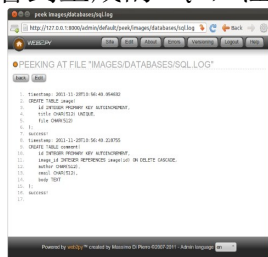 peek images/databases/sql.log
http://127.0.0.1:8000/admin/default/peek/images/databases/sql.log
Back
WEB2PY
Site Edit About Errors Versioning Logout Help
PEEKING AT FILE "IMAGES/DATABASES/SQL.LOG"
back Edit
1. timestamp: 2011-11-28T10:56:49.
2. CREATE TABLE image(
3. id INTEGER PRIMARY KEY AUTOINCREMENT,
4. title CHAR(512) UNIQUE,
5. file CHAR(512)
6. );
7. success!
8. timestamp: 2011-11-28T10:56:49.
9. CREATE TABLE comment(
10. id INTEGER PRIMARY KEY AUTOINCREMENT,
11. image_id INTEGER REFERENCES image(id) ON DELETE CASCADE,
12. author CHAR(512),
13. email CHAR(512),
14. body TEXT
15. );
16. success!
17.
Powered by web2py™ created by Massimo Di Pierro ©2007-2011 - Admin language en